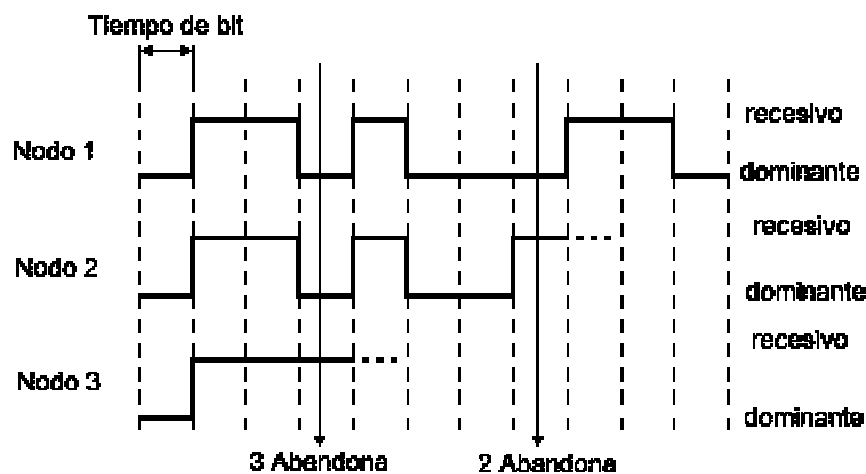 Tiempo de bit
recesivo
Nodo 1
dominante
recesivo
Nodo 2
dominante
recesivo
Nodo 3
dominante
3 Abandona
2 Abandona